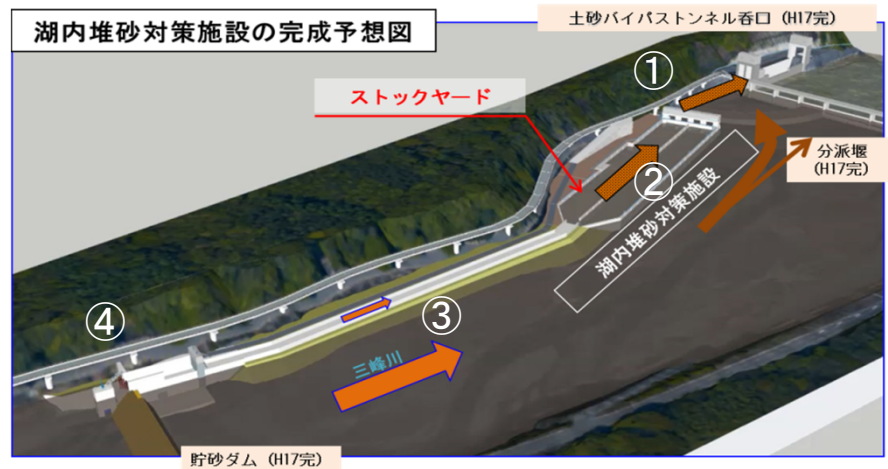 湖内堆砂対策施設の完成予想図
土砂バイパストンネル呑口（H17完）
①
ストックヤード
分派堰
（H17完）
②
湖内堆砂対策施設
④
③
三峰川
貯砂ダム（H17完）